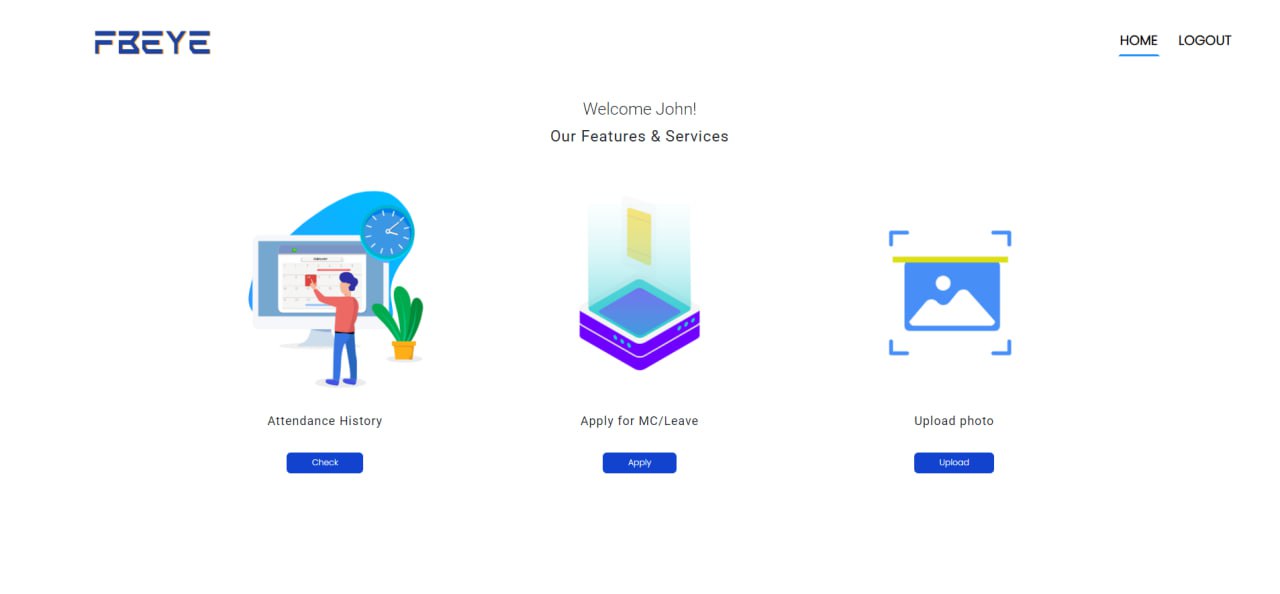 FBEYE
HOME LOGOUT
Welcome John!
Our Features & Services
FEBRUARY
Attendance History
Apply for MC/Leave
Upload photo
Check
Apply
Upload